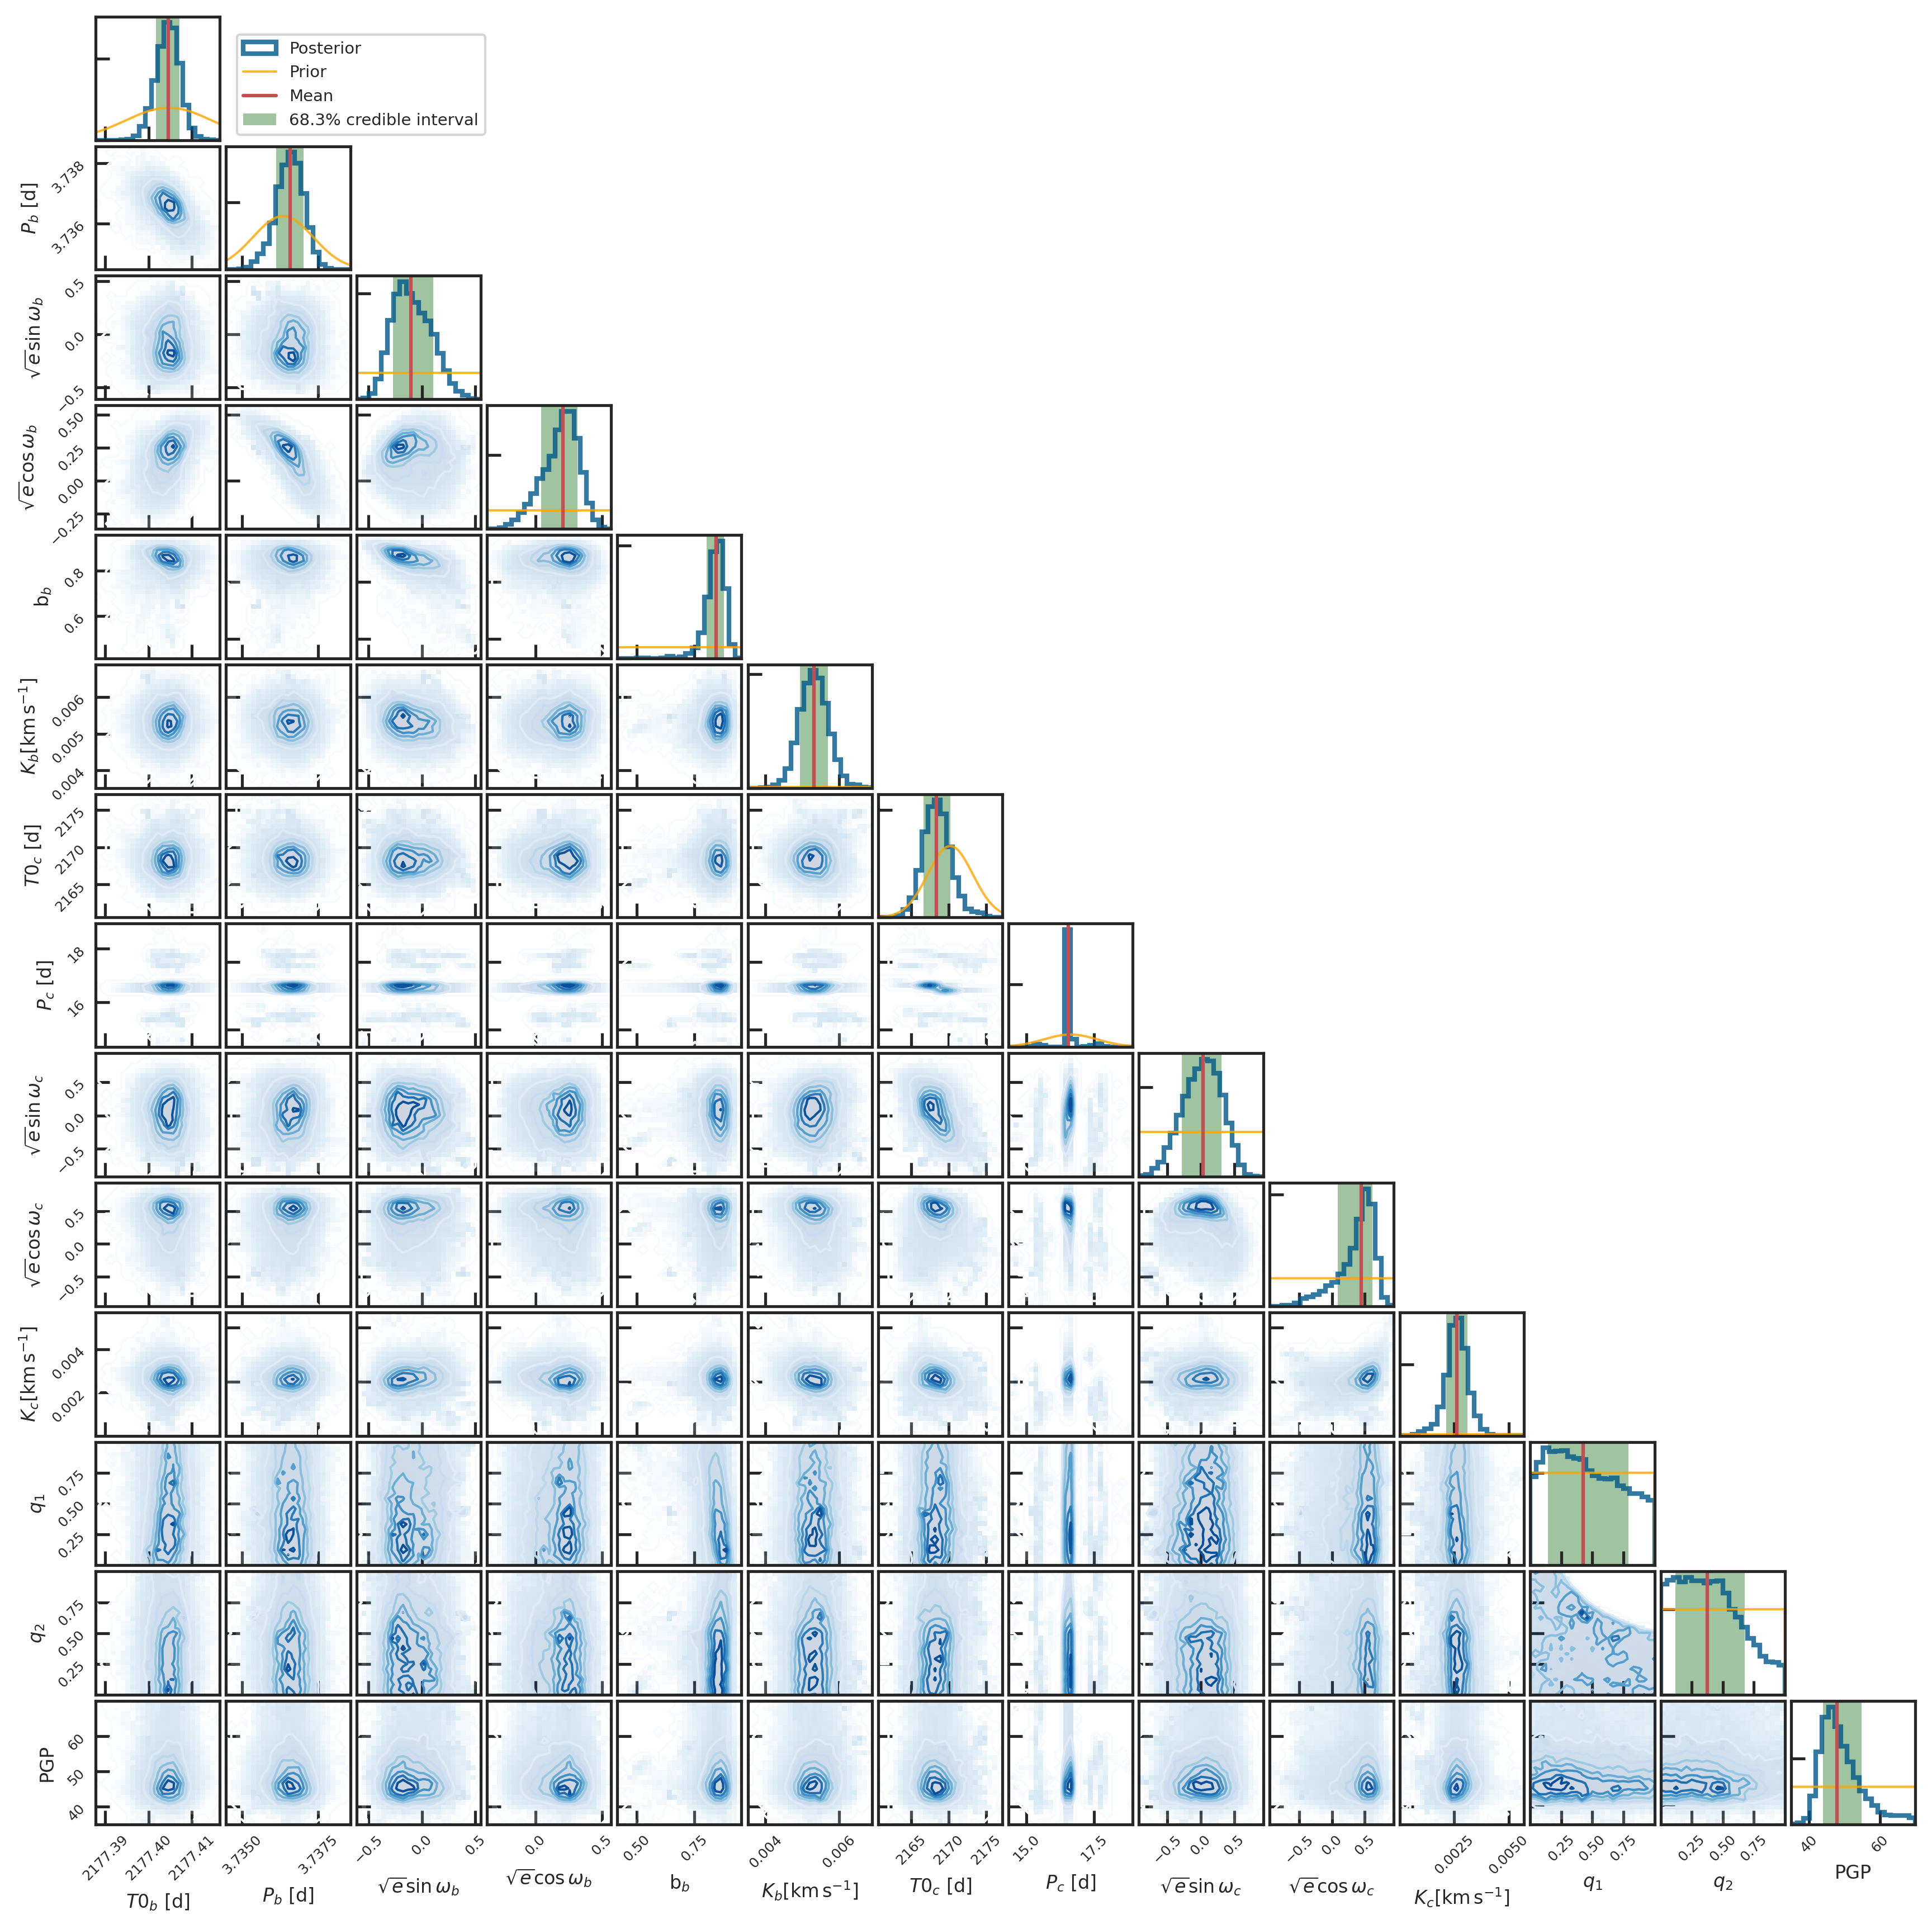 Posterior
Prior
Mean
68.3% credible interval
P_b [d]
3.738
3.736
√e sin ω_b
0.5
0.0
−0.5
√e cos ω_b
0.50
0.25
0.00
−0.25
b_b
0.8
0.6
K_b[km s⁻¹]
0.006
0.005
0.004
T0_c [d]
2175
2170
2165
P_c [d]
18
16
√e sin ω_c
0.5
0.0
−0.5
√e cos ω_c
0.5
0.0
−0.5
K_c[km s⁻¹]
0.004
0.002
q_1
0.75
0.50
0.25
q_2
0.75
0.50
0.25
PGP
60
50
40
2177.39 2177.40 2177.41
3.7350 3.7375
−0.5 0.0 0.5
0.0 0.5
0.50 0.75
0.004 0.006
2165 2170 2175
15.0 17.5
−0.5 0.0 0.5
−0.5 0.0 0.5
0.0025 0.0050
0.25 0.50 0.75
0.25 0.50 0.75
40 60
T0_b [d]
P_b [d]
√e sin ω_b
√e cos ω_b
b_b
K_b[km s⁻¹]
T0_c [d]
P_c [d]
√e sin ω_c
√e cos ω_c
K_c[km s⁻¹]
q_1
q_2
PGP